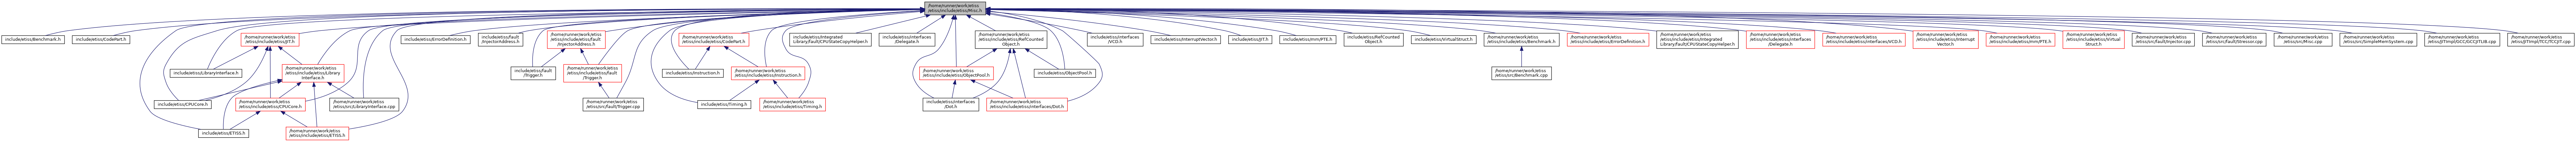 /home/runner/work/etiss
/etiss/include/etiss/Misc.h
include/etiss/Benchmark.h
include/etiss/CodePart.h
/home/runner/work/etiss
/etiss/include/etiss/JIT.h
include/etiss/ErrorDefinition.h
include/etiss/fault
/InjectorAddress.h
/home/runner/work/etiss
/etiss/include/etiss/fault
/InjectorAddress.h
/home/runner/work/etiss
/etiss/include/etiss/CodePart.h
include/etiss/Integrated
Library/fault/CPUStateCopyHelper.h
include/etiss/interfaces
/Delegate.h
/home/runner/work/etiss
/etiss/include/etiss/RefCounted
Object.h
include/etiss/interfaces
/VCD.h
include/etiss/InterruptVector.h
include/etiss/JIT.h
include/etiss/mm/PTE.h
include/etiss/RefCounted
Object.h
include/etiss/VirtualStruct.h
/home/runner/work/etiss
/etiss/include/etiss/Benchmark.h
/home/runner/work/etiss
/etiss/include/etiss/ErrorDefinition.h
/home/runner/work/etiss
/etiss/include/etiss/Integrated
Library/fault/CPUStateCopyHelper.h
/home/runner/work/etiss
/etiss/include/etiss/interfaces
/Delegate.h
/home/runner/work/etiss
/etiss/include/etiss/interfaces/VCD.h
/home/runner/work/etiss
/etiss/include/etiss/Interrupt
Vector.h
/home/runner/work/etiss
/etiss/include/etiss/mm/PTE.h
/home/runner/work/etiss
/etiss/include/etiss/Virtual
Struct.h
/home/runner/work/etiss
/etiss/src/fault/Injector.cpp
/home/runner/work/etiss
/etiss/src/fault/Stressor.cpp
/home/runner/work/etiss
/etiss/src/Misc.cpp
/home/runner/work/etiss
/etiss/src/SimpleMemSystem.cpp
/home/runner/work/etiss
/etiss/JITImpl/GCC/GCCJITLIB.cpp
/home/runner/work/etiss
/etiss/JITImpl/TCC/TCCJIT.cpp
include/etiss/LibraryInterface.h
/home/runner/work/etiss
/etiss/include/etiss/Library
Interface.h
include/etiss/fault
/Trigger.h
/home/runner/work/etiss
/etiss/include/etiss/fault
/Trigger.h
include/etiss/Instruction.h
/home/runner/work/etiss
/etiss/include/etiss/Instruction.h
/home/runner/work/etiss
/etiss/include/etiss/ObjectPool.h
include/etiss/ObjectPool.h
/home/runner/work/etiss
/etiss/src/Benchmark.cpp
include/etiss/CPUCore.h
/home/runner/work/etiss
/etiss/include/etiss/CPUCore.h
/home/runner/work/etiss
/etiss/src/LibraryInterface.cpp
/home/runner/work/etiss
/etiss/src/fault/Trigger.cpp
include/etiss/Timing.h
/home/runner/work/etiss
/etiss/include/etiss/Timing.h
include/etiss/interfaces
/Dot.h
/home/runner/work/etiss
/etiss/include/etiss/interfaces/Dot.h
include/etiss/ETISS.h
/home/runner/work/etiss
/etiss/include/etiss/ETISS.h